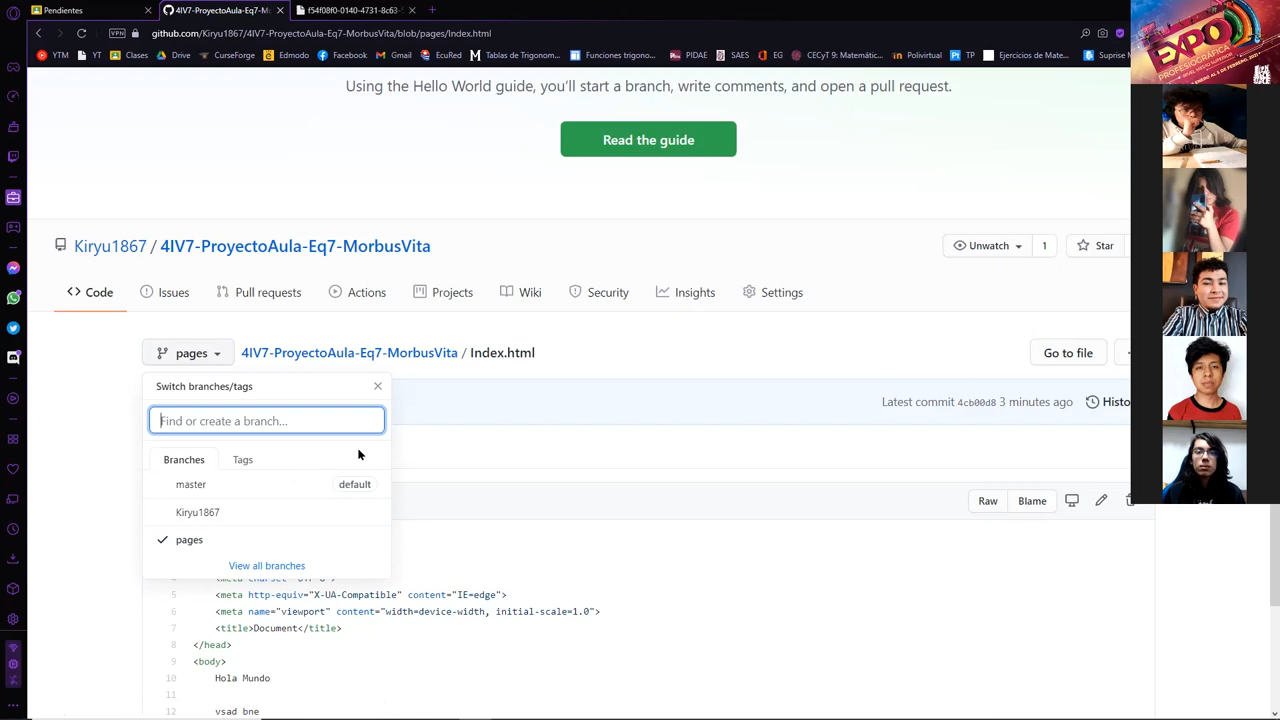 Pendientes
4IV7-ProyectoAula-Eq7-M
f54f08f0-0140-4731-8c63-
VPN
github.com/Kiryu1867/4IV7-ProyectoAula-Eq7-MorbusVita/blob/pages/Index.html
YTM YT Clases Drive CurseForge Edmodo Facebook Gmail EcuRed Tablas de Trigonom... Funciones trigono... PIDAE SAES EG CECyT 9: Matemátic... Polivirtual TP Ejercicios de Mate... Suprise M
EXPO
PROFESIOGRÁFICA
Using the Hello World guide, you'll start a branch, write comments, and open a pull request.
Read the guide
Kiryu1867 / 4IV7-ProyectoAula-Eq7-MorbusVita
Unwatch 1 Star
Code Issues Pull requests Actions Projects Wiki Security Insights Settings
pages 4IV7-ProyectoAula-Eq7-MorbusVita / Index.html Go to file
Switch branches/tags
Find or create a branch...
Latest commit 4cb00d8 3 minutes ago Histo
Branches Tags
master default
Kiryu1867
pages
View all branches
Raw Blame
5 <meta http-equiv="X-UA-Compatible" content="IE=edge">
6 <meta name="viewport" content="width=device-width, initial-scale=1.0">
7 <title>Document</title>
8 </head>
9 <body>
10 Hola Mundo
11
12 vsad bne